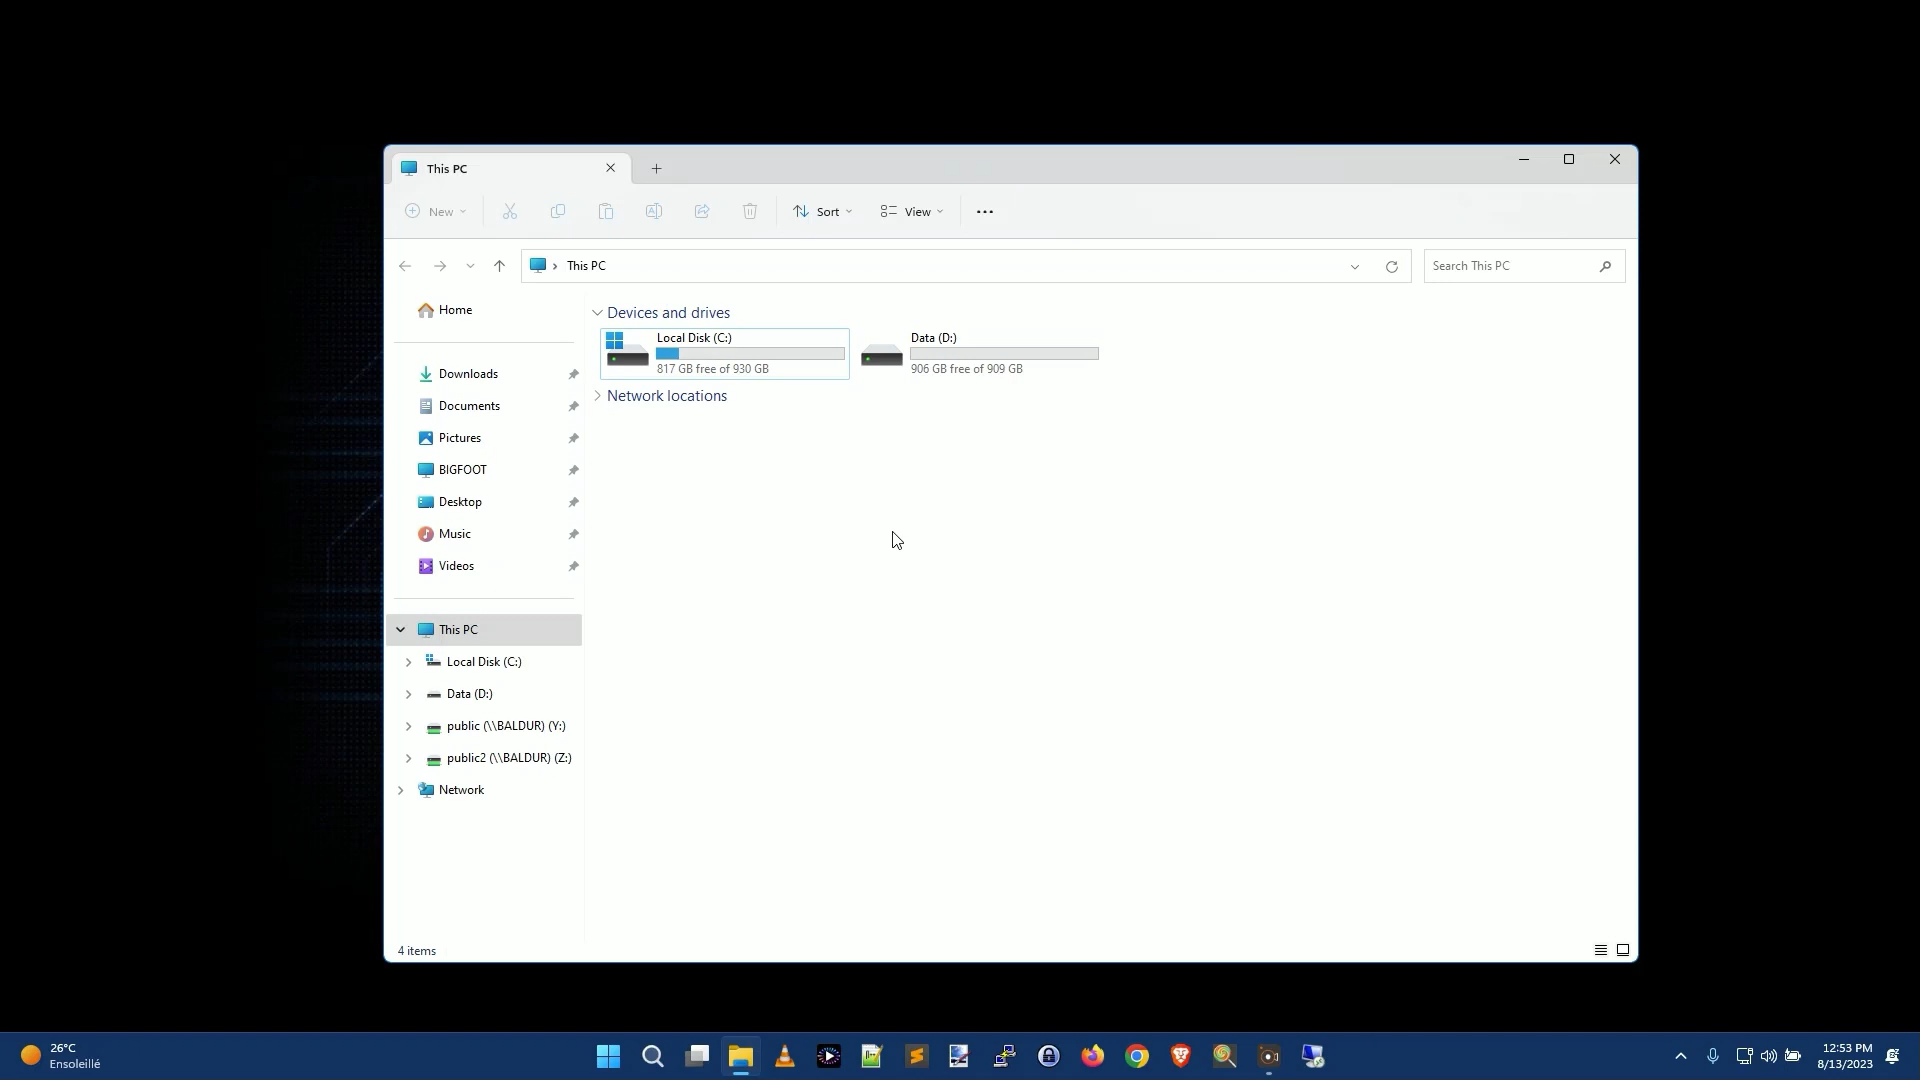 This PC
New
Sort
View
This PC
Search This PC
Home
Downloads
Documents
Pictures
BIGFOOT
Desktop
Music
Videos
This PC
Local Disk (C:)
Data (D:)
public (\\BALDUR) (Y:)
public2 (\\BALDUR) (Z:)
Network
Devices and drives
Local Disk (C:)
817 GB free of 930 GB
Data (D:)
906 GB free of 909 GB
Network locations
4 items
26°C
Ensoleillé
12:53 PM
8/13/2023